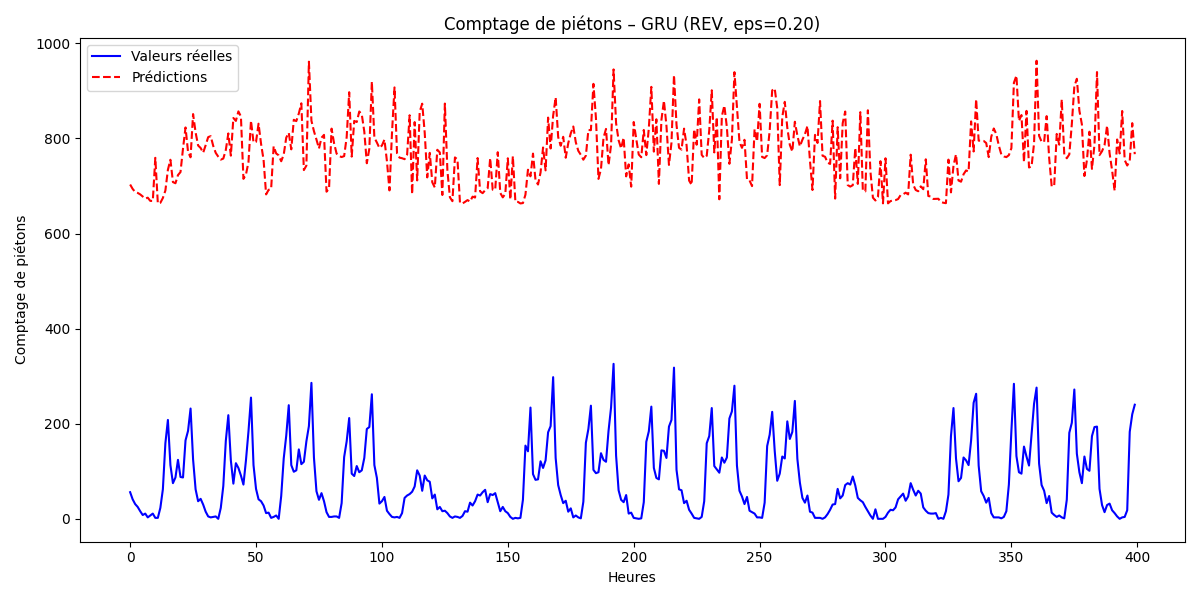 Comptage de piétons – GRU (REV, eps=0.20)
Valeurs réelles
Prédictions
Comptage de piétons
1000
800
600
400
200
0
0 50 100 150 200 250 300 350 400
Heures